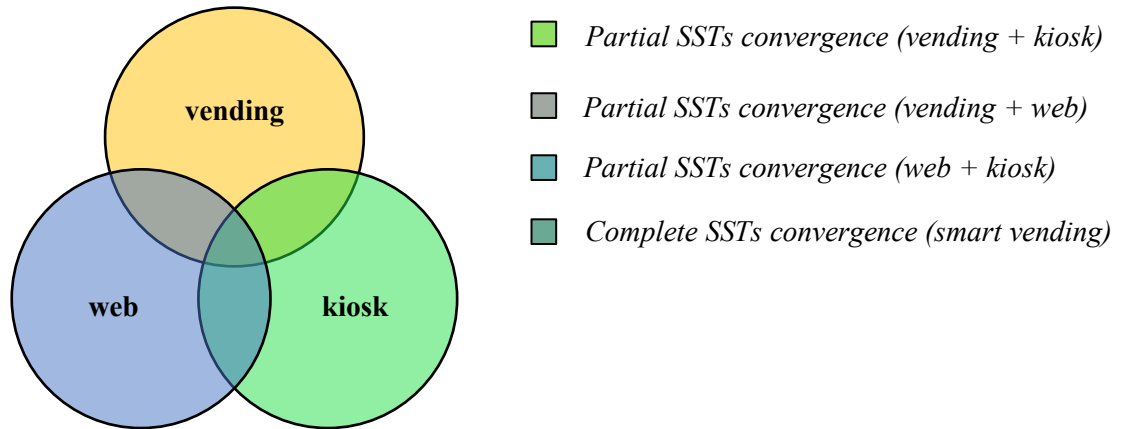 vending
web
kiosk
Partial SSTs convergence (vending + kiosk)
Partial SSTs convergence (vending + web)
Partial SSTs convergence (web + kiosk)
Complete SSTs convergence (smart vending)